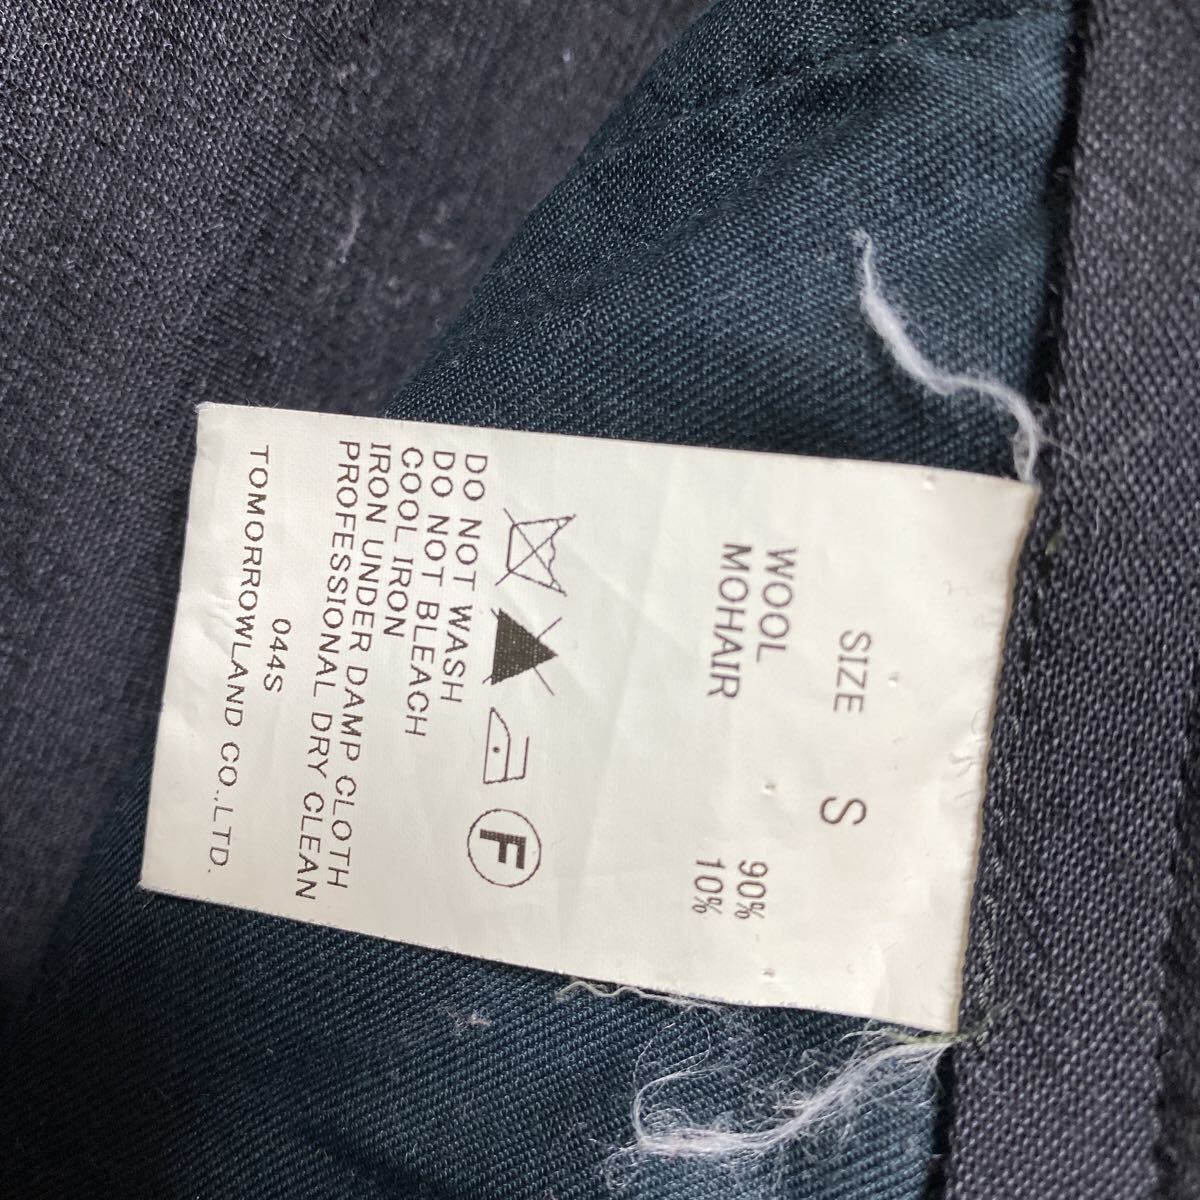 SIZE S
WOOL 90%
MOHAIR 10%
F
DO NOT WASH
DO NOT BLEACH
COOL IRON
IRON UNDER DAMP CLOTH
PROFESSIONAL DRY CLEAN
044S
TOMORROWLAND CO.,LTD.